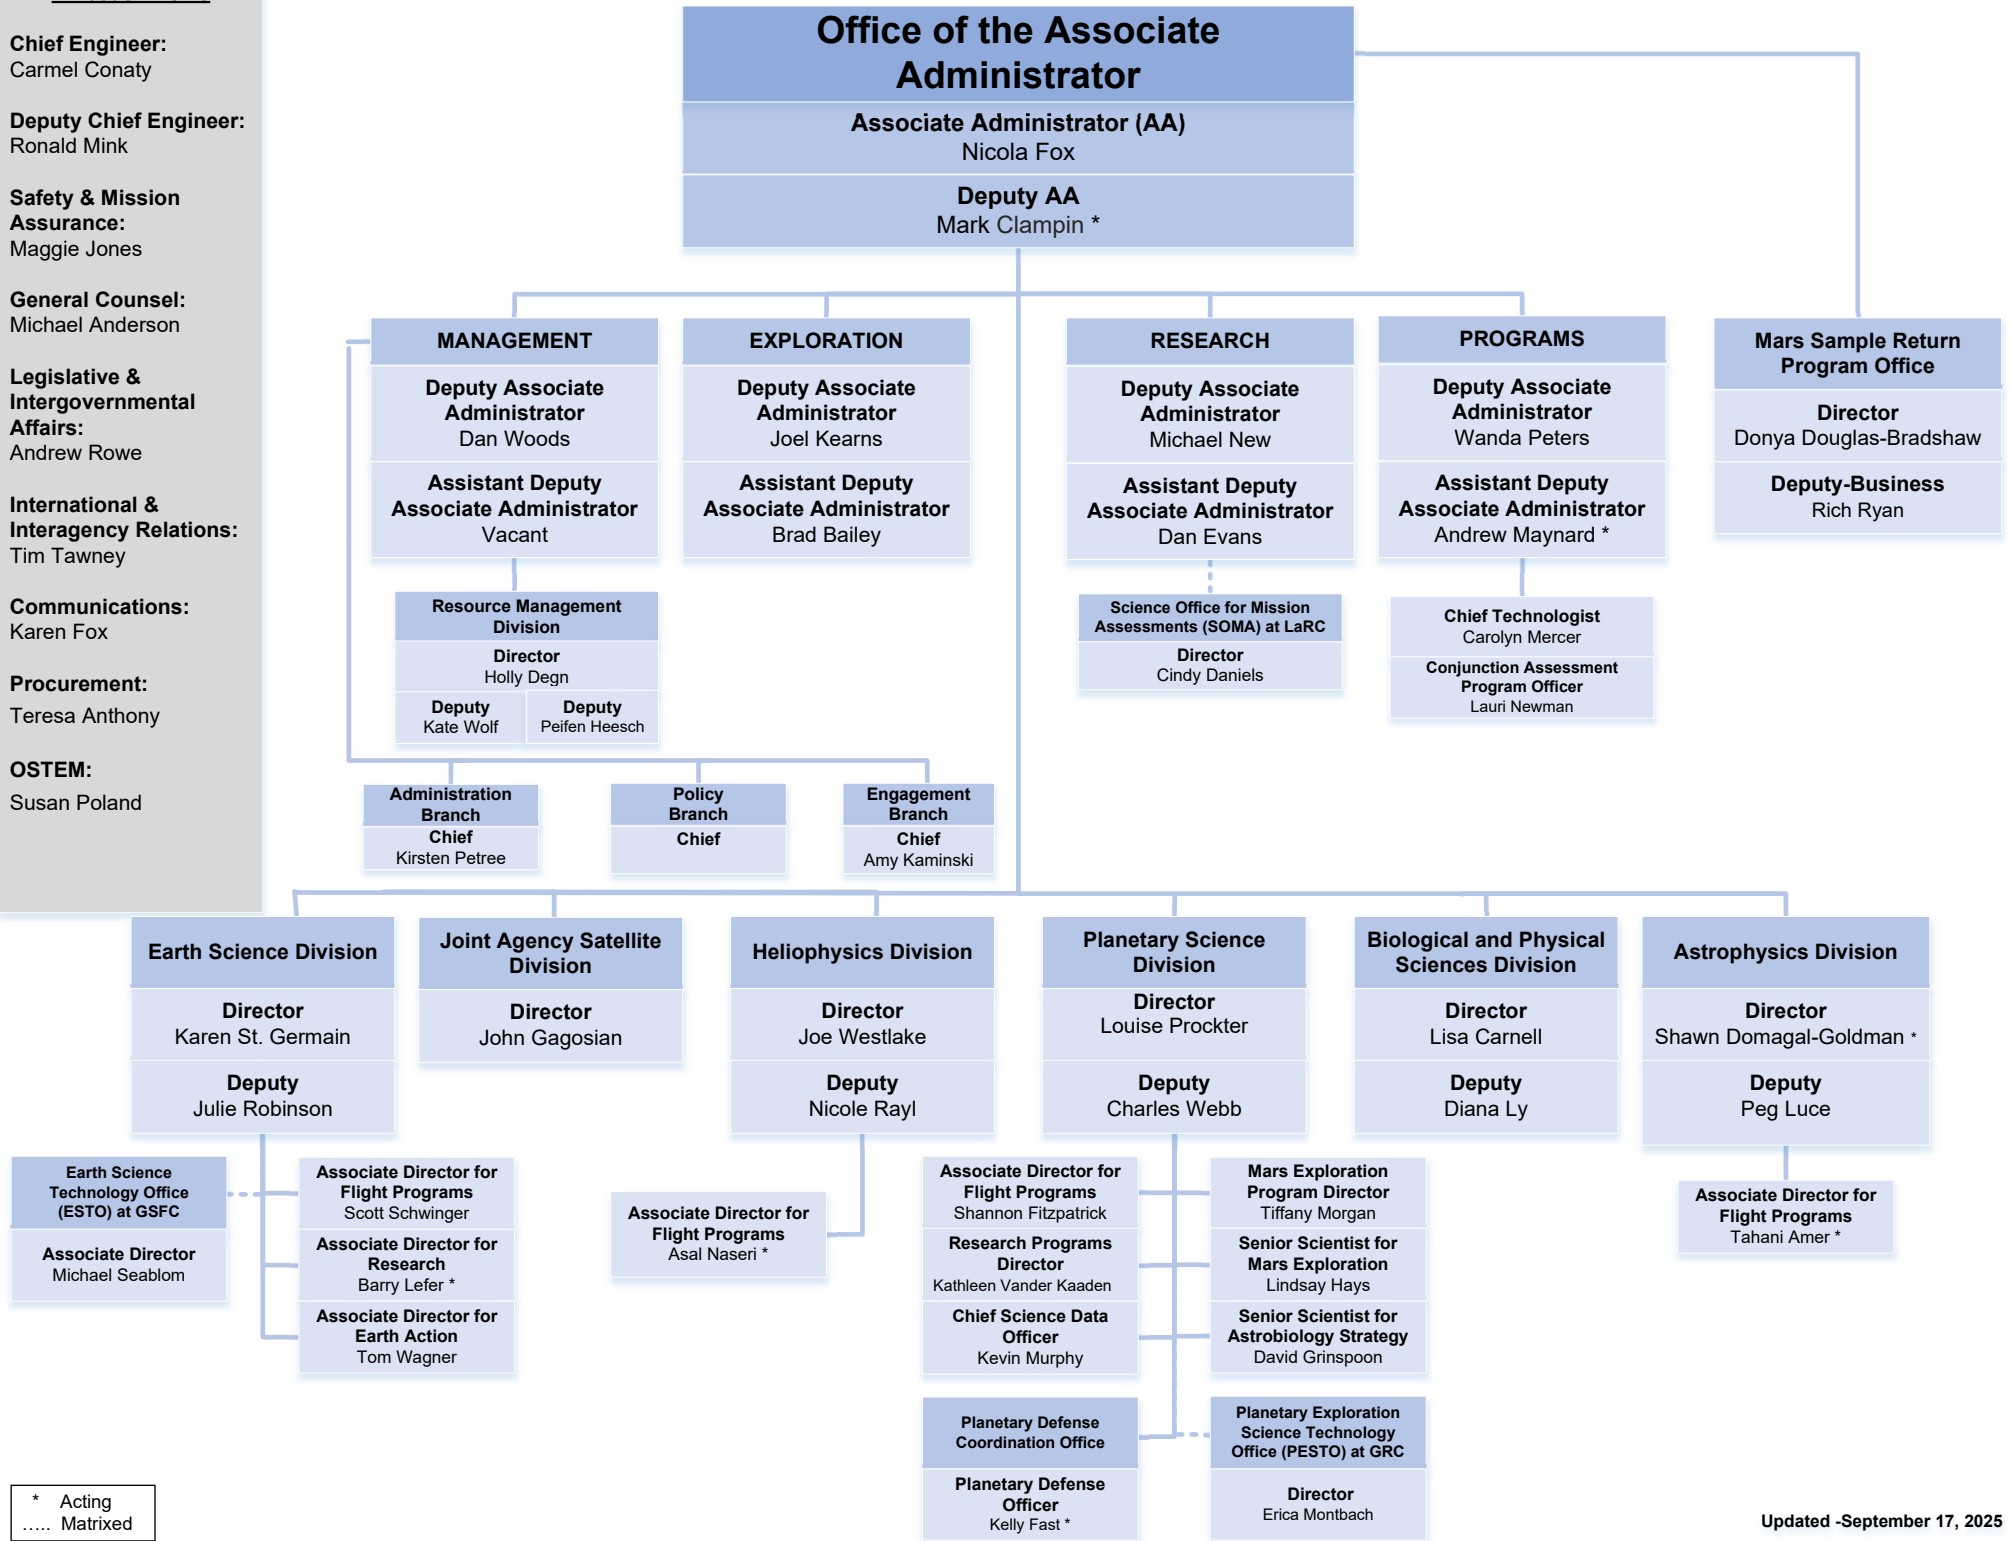 Chief Engineer:
Carmel Conaty
Deputy Chief Engineer:
Ronald Mink
Safety & Mission
Assurance:
Maggie Jones
General Counsel:
Michael Anderson
Legislative &
Intergovernmental
Affairs:
Andrew Rowe
International &
Interagency Relations:
Tim Tawney
Communications:
Karen Fox
Procurement:
Teresa Anthony
OSTEM:
Susan Poland
Office of the Associate
Administrator
Associate Administrator (AA)
Nicola Fox
Deputy AA
Mark Clampin *
MANAGEMENT
Deputy Associate
Administrator
Dan Woods
Assistant Deputy
Associate Administrator
Vacant
EXPLORATION
Deputy Associate
Administrator
Joel Kearns
Assistant Deputy
Associate Administrator
Brad Bailey
RESEARCH
Deputy Associate
Administrator
Michael New
Assistant Deputy
Associate Administrator
Dan Evans
PROGRAMS
Deputy Associate
Administrator
Wanda Peters
Assistant Deputy
Associate Administrator
Andrew Maynard *
Mars Sample Return
Program Office
Director
Donya Douglas-Bradshaw
Deputy-Business
Rich Ryan
Resource Management
Division
Director
Holly Degn
Deputy
Kate Wolf
Deputy
Peifen Heesch
Science Office for Mission
Assessments (SOMA) at LaRC
Director
Cindy Daniels
Chief Technologist
Carolyn Mercer
Conjunction Assessment
Program Officer
Lauri Newman
Administration
Branch
Chief
Kirsten Petree
Policy
Branch
Chief
Engagement
Branch
Chief
Amy Kaminski
Earth Science Division
Director
Karen St. Germain
Deputy
Julie Robinson
Joint Agency Satellite
Division
Director
John Gagosian
Heliophysics Division
Director
Joe Westlake
Deputy
Nicole Rayl
Planetary Science
Division
Director
Louise Prockter
Deputy
Charles Webb
Biological and Physical
Sciences Division
Director
Lisa Carnell
Deputy
Diana Ly
Astrophysics Division
Director
Shawn Domagal-Goldman *
Deputy
Peg Luce
Earth Science
Technology Office
(ESTO) at GSFC
Associate Director
Michael Seablom
Associate Director for
Flight Programs
Scott Schwinger
Associate Director for
Research
Barry Lefer *
Associate Director for
Earth Action
Tom Wagner
Associate Director for
Flight Programs
Asal Naseri *
Associate Director for
Flight Programs
Shannon Fitzpatrick
Research Programs
Director
Kathleen Vander Kaaden
Chief Science Data
Officer
Kevin Murphy
Mars Exploration
Program Director
Tiffany Morgan
Senior Scientist for
Mars Exploration
Lindsay Hays
Senior Scientist for
Astrobiology Strategy
David Grinspoon
Planetary Defense
Coordination Office
Planetary Defense
Officer
Kelly Fast *
Planetary Exploration
Science Technology
Office (PESTO) at GRC
Director
Erica Montbach
Associate Director for
Flight Programs
Tahani Amer *
* Acting
..... Matrixed
Updated -September 17, 2025